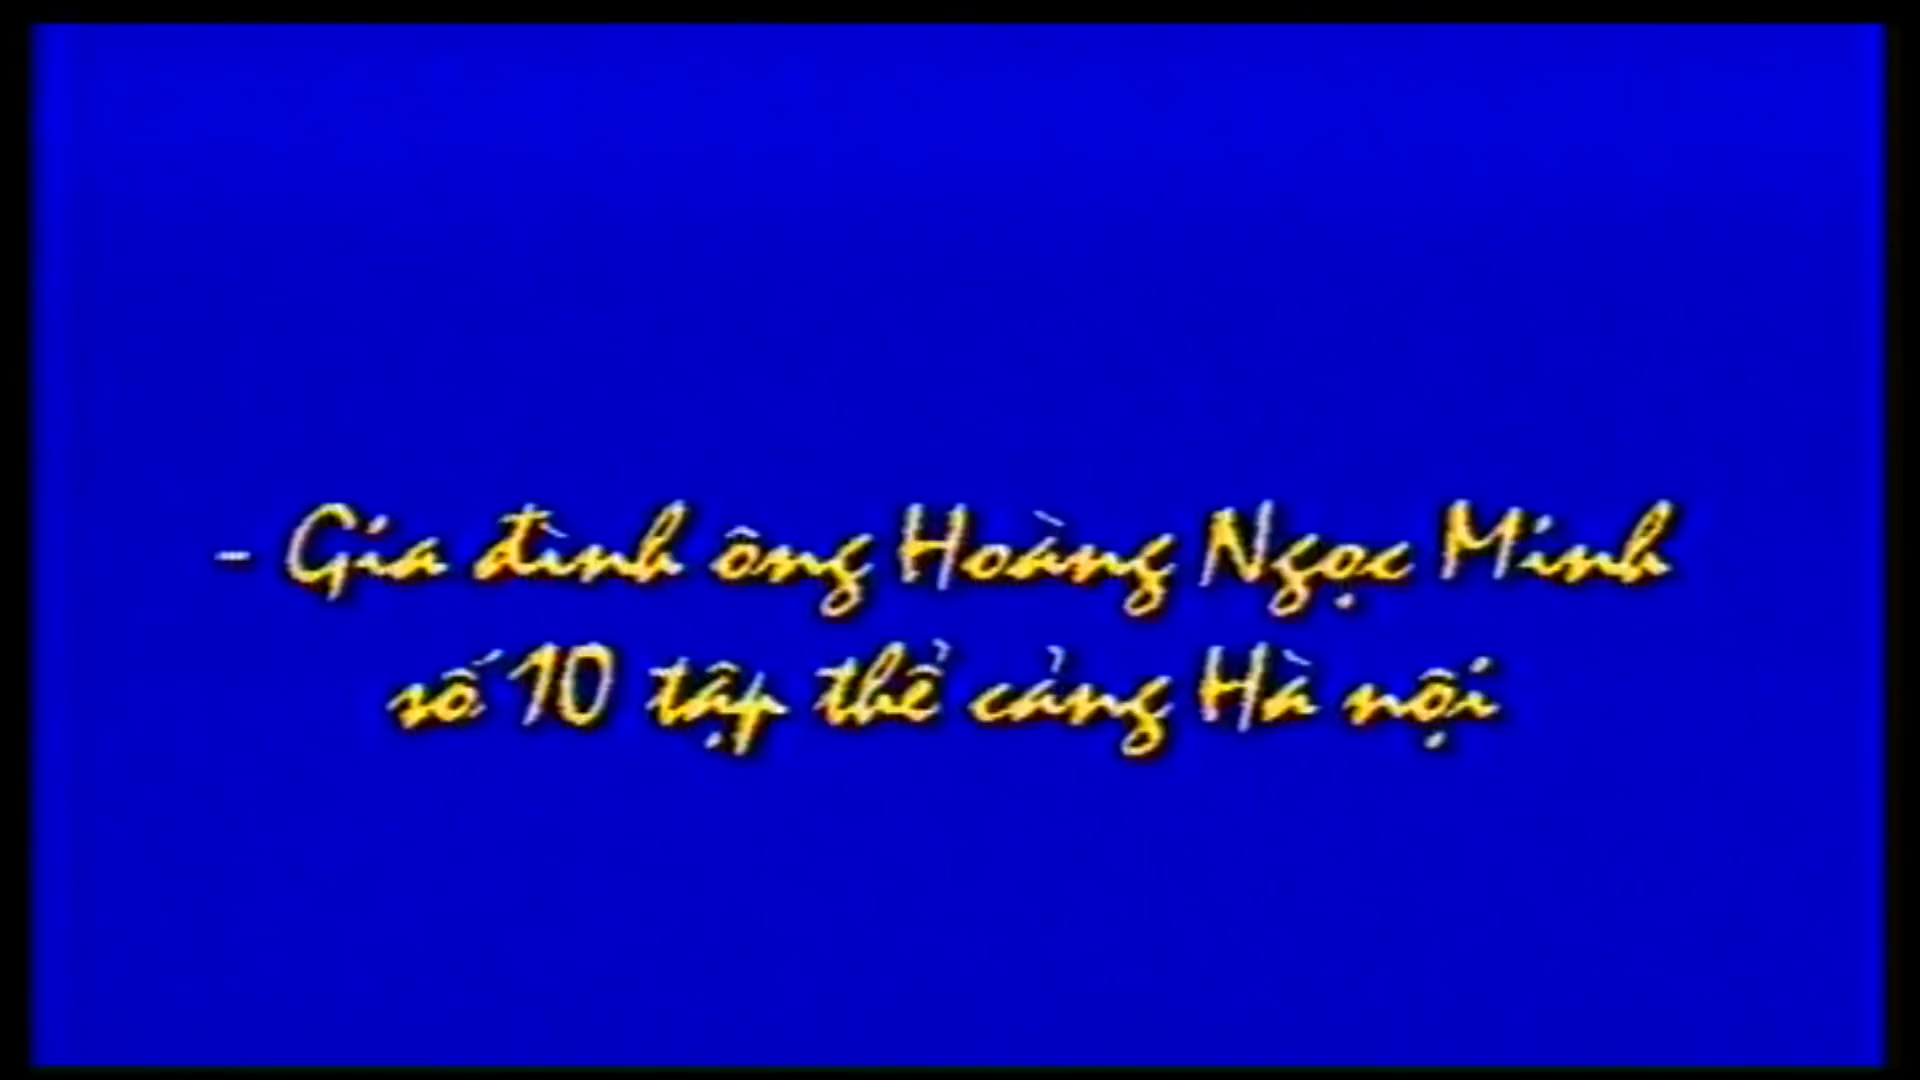 - Gia đình ông Hoàng Ngọc Minh
số 10 tập thể cảng Hà nội